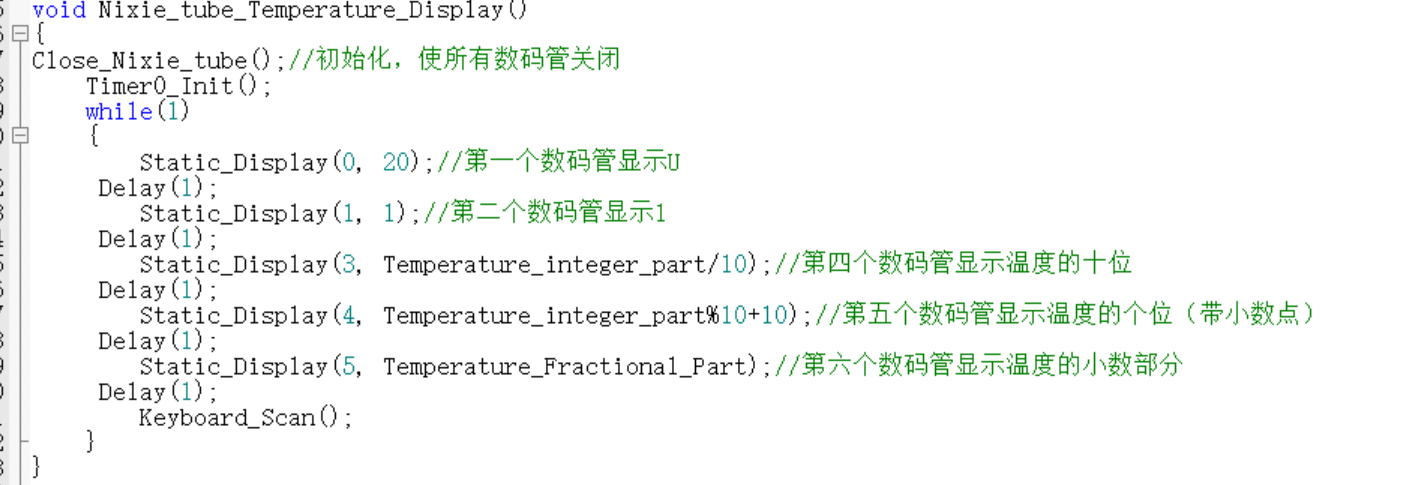 void Nixie_tube_Temperature_Display()
{
Close_Nixie_tube();//初始化，使所有数码管关闭
Timer0_Init();
while(1)
{
Static_Display(0, 20);//第一个数码管显示U
Delay(1);
Static_Display(1, 1);//第二个数码管显示1
Delay(1);
Static_Display(3, Temperature_integer_part/10);//第四个数码管显示温度的十位
Delay(1);
Static_Display(4, Temperature_integer_part%10+10);//第五个数码管显示温度的个位（带小数点）
Delay(1);
Static_Display(5, Temperature_Fractional_Part);//第六个数码管显示温度的小数部分
Delay(1);
Keyboard_Scan();
}
}